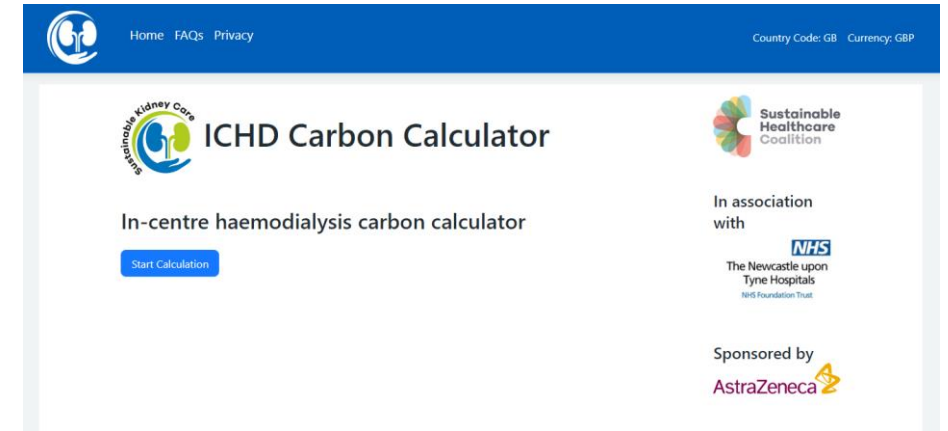 Home FAQs Privacy
Country Code: GB Currency: GBP
Sustainable Kidney Care
ICHD Carbon Calculator
In-centre haemodialysis carbon calculator
Start Calculation
Sustainable
Healthcare
Coalition
In association
with
NHS
The Newcastle upon
Tyne Hospitals
NHS Foundation Trust
Sponsored by
AstraZeneca